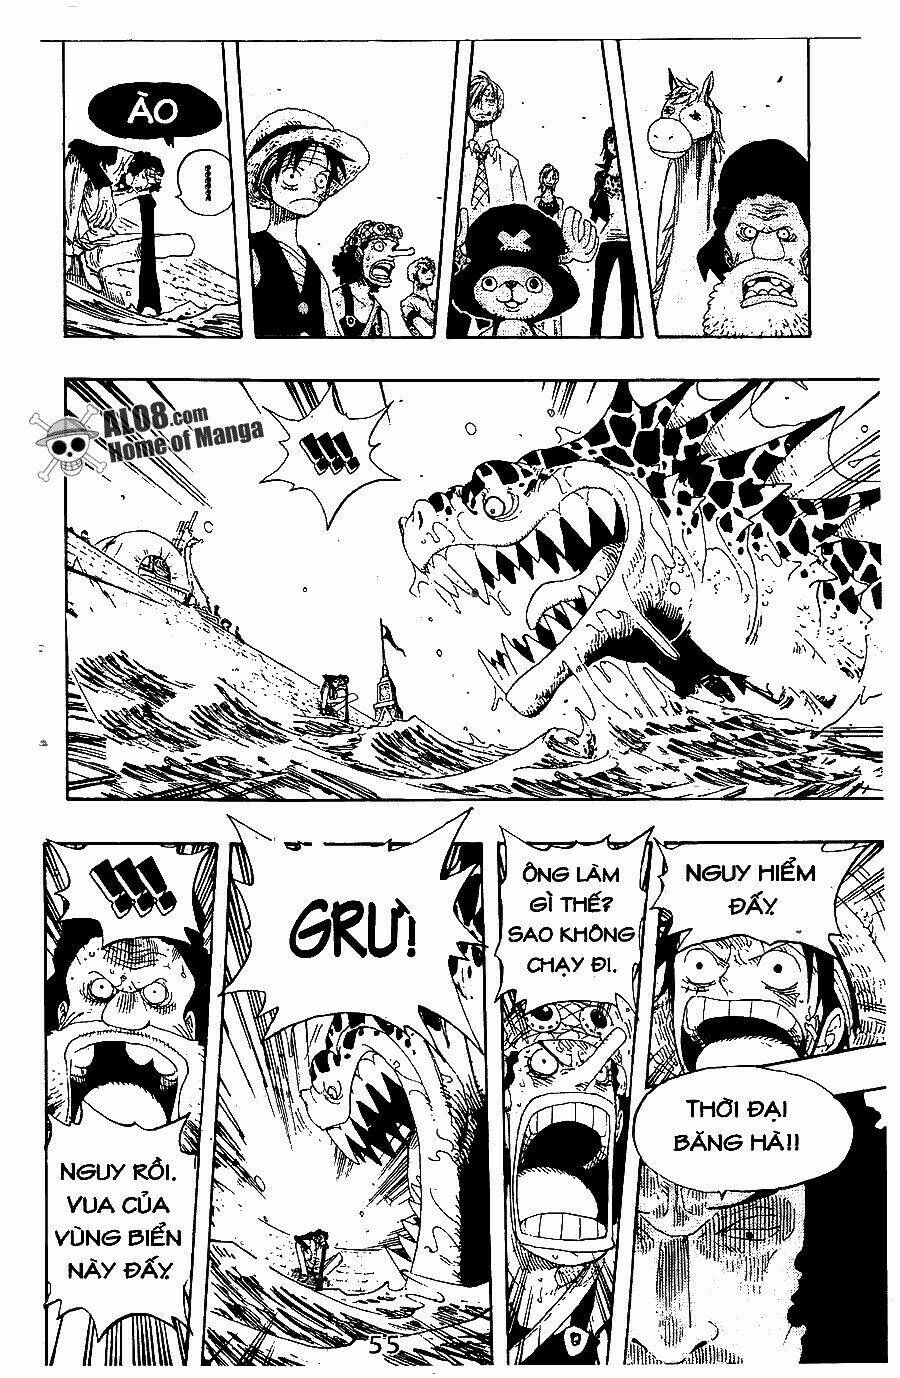 ÀO
ALO8.com
Home of Manga
!!!
NGUY HIỂM
ĐẤY.
ÔNG LÀM
GÌ THẾ?
SAO KHÔNG
CHẠY ĐI.
THỜI ĐẠI
BĂNG HÀ!!
GRƯ!
!!!
NGUY RỒI.
VUA CỦA
VÙNG BIỂN
NÀY ĐẤY.
55